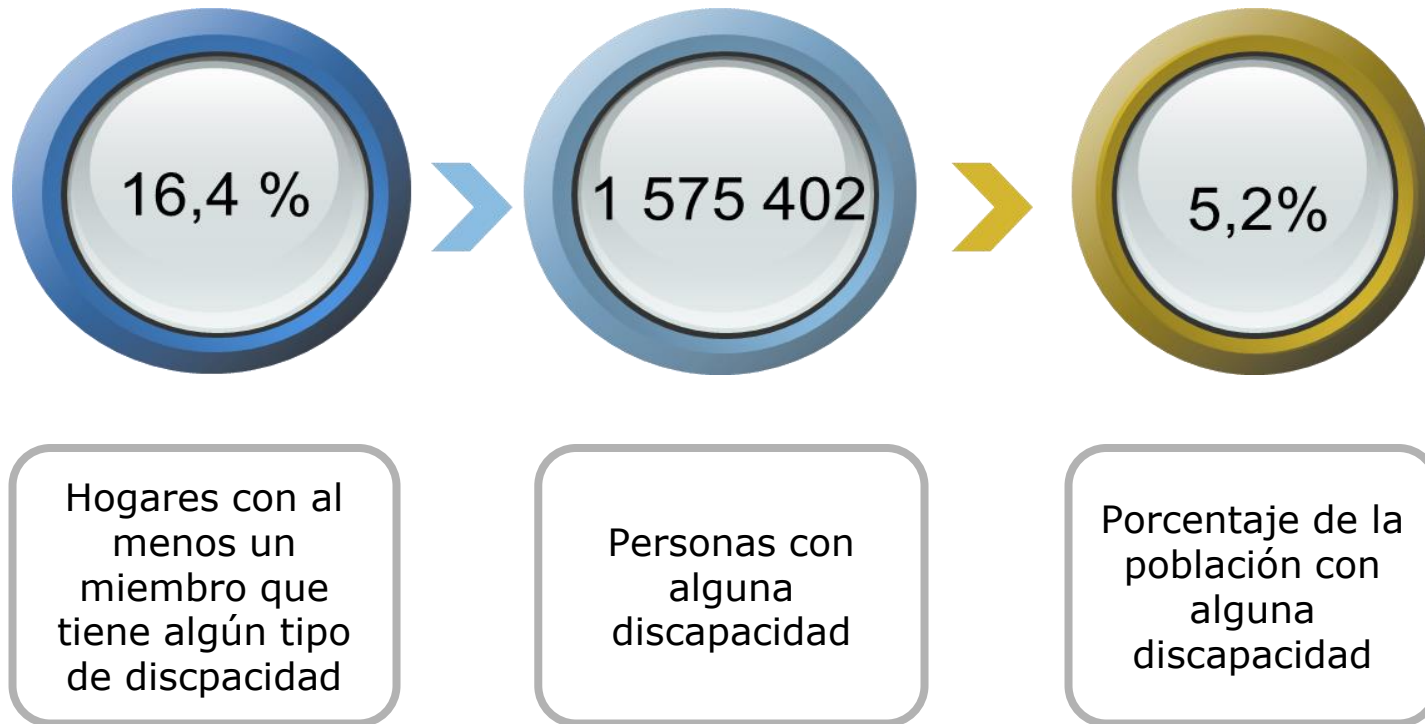 16,4 %
1 575 402
5,2%
Hogares con al
menos un
miembro que
tiene algún tipo
de discpacidad
Personas con
alguna
discapacidad
Porcentaje de la
población con
alguna
discapacidad